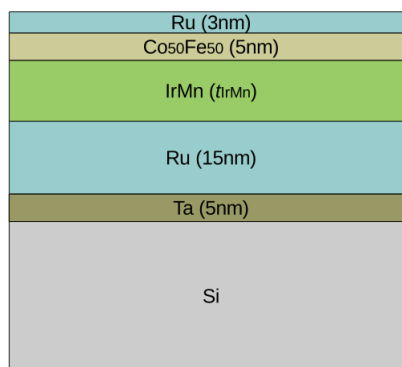 Ru (3nm)
Co50Fe50 (5nm)
IrMn (tIrMn)
Ru (15nm)
Ta (5nm)
Si